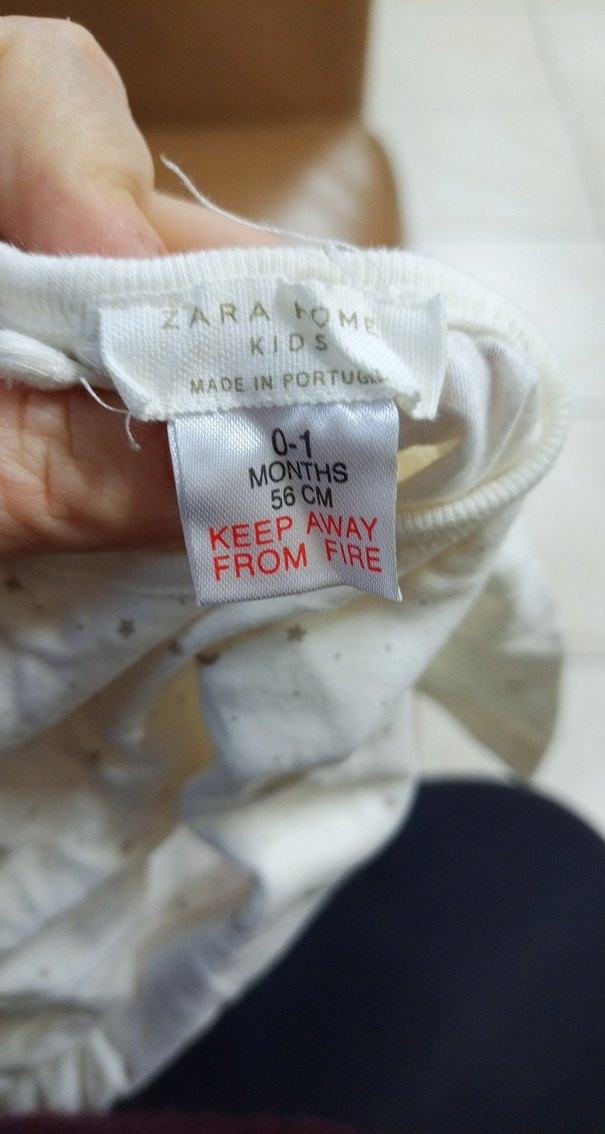 ZARA HOME
KIDS
MADE IN PORTUGAL
0-1
MONTHS
56 CM
KEEP AWAY
FROM FIRE